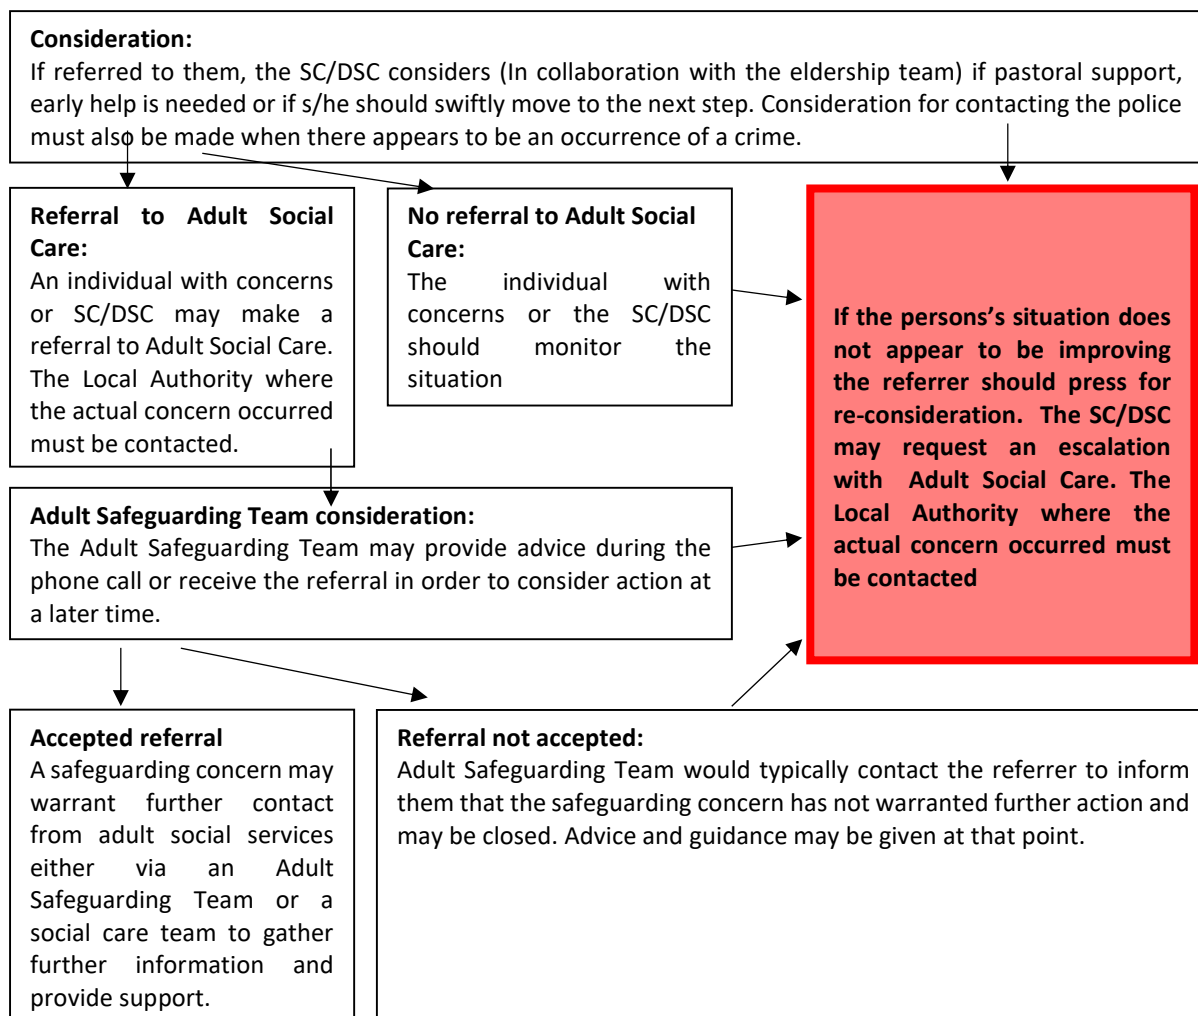 Consideration:
If referred to them, the SC/DSC considers (In collaboration with the eldership team) if pastoral support,
early help is needed or if s/he should swiftly move to the next step. Consideration for contacting the police
must also be made when there appears to be an occurrence of a crime.
Referral to Adult Social
Care:
An individual with concerns
or SC/DSC may make a
referral to Adult Social Care.
The Local Authority where
the actual concern occurred
must be contacted.
No referral to Adult Social
Care:
The individual with
concerns or the SC/DSC
should monitor the
situation
If the persons's situation does
not appear to be improving
the referrer should press for
re-consideration. The SC/DSC
may request an escalation
with Adult Social Care. The
Local Authority where the
actual concern occurred must
be contacted
Adult Safeguarding Team consideration:
The Adult Safeguarding Team may provide advice during the
phone call or receive the referral in order to consider action at
a later time.
Accepted referral
A safeguarding concern may
warrant further contact
from adult social services
either via an Adult
Safeguarding Team or a
social care team to gather
further information and
provide support.
Referral not accepted:
Adult Safeguarding Team would typically contact the referrer to inform
them that the safeguarding concern has not warranted further action and
may be closed. Advice and guidance may be given at that point.